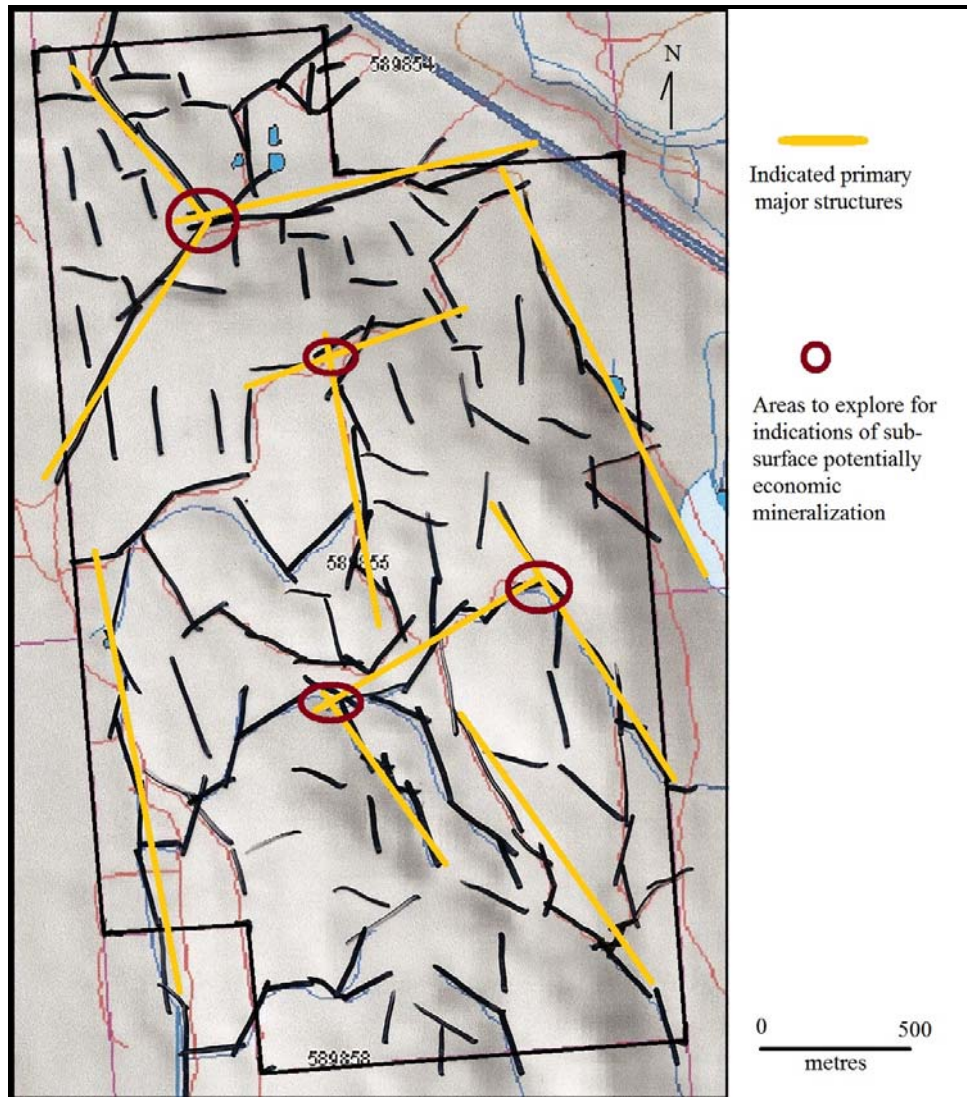 589854
N
Indicated primary
major structures
Areas to explore for
indications of sub-
surface potentially
economic
mineralization
589855
0 500
metres
589858